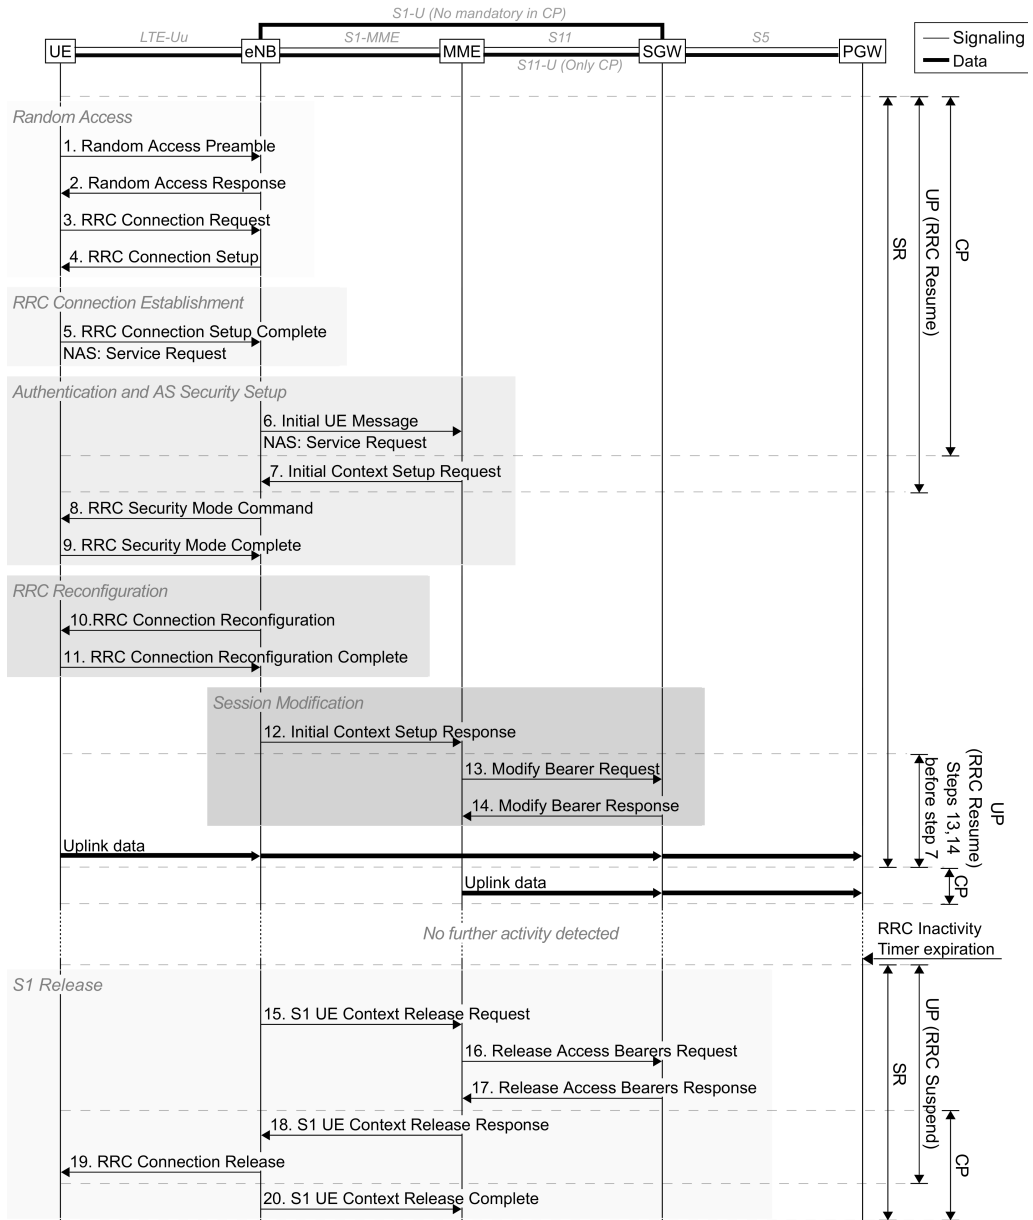 S1-U (No mandatory in CP)
LTE-Uu
S1-MME
S11
S5
UE
eNB
MME
SGW
PGW
S11-U (Only CP)
Signaling
Data
Random Access
1. Random Access Preamble
2. Random Access Response
3. RRC Connection Request
4. RRC Connection Setup
SR
UP (RRC Resume)
CP
RRC Connection Establishment
5. RRC Connection Setup Complete
NAS: Service Request
Authentication and AS Security Setup
6. Initial UE Message
NAS: Service Request
7. Initial Context Setup Request
8. RRC Security Mode Command
9. RRC Security Mode Complete
RRC Reconfiguration
10.RRC Connection Reconfiguration
11. RRC Connection Reconfiguration Complete
Session Modification
12. Initial Context Setup Response
13. Modify Bearer Request
14. Modify Bearer Response
UP
(RRC Resume)
Steps 13,14
before step 7
Uplink data
Uplink data
CP
No further activity detected
RRC Inactivity
Timer expiration
S1 Release
15. S1 UE Context Release Request
16. Release Access Bearers Request
17. Release Access Bearers Response
18. S1 UE Context Release Response
19. RRC Connection Release
20. S1 UE Context Release Complete
SR
UP (RRC Suspend)
CP